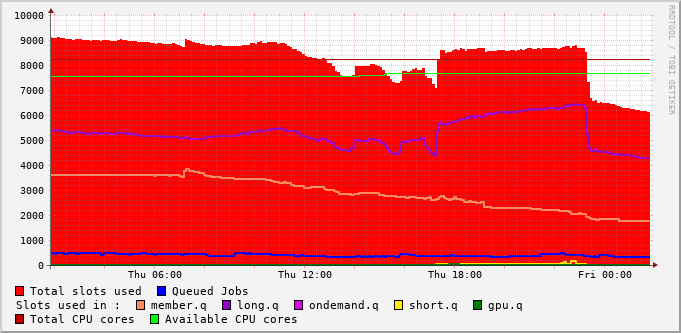 10000
9000
8000
7000
6000
5000
4000
3000
2000
1000
0
Thu 06:00 Thu 12:00 Thu 18:00 Fri 00:00
RRDTOOL / TOBI OETIKER
Total slots used Queued Jobs
Slots used in : member.q long.q ondemand.q short.q gpu.q
Total CPU cores Available CPU cores